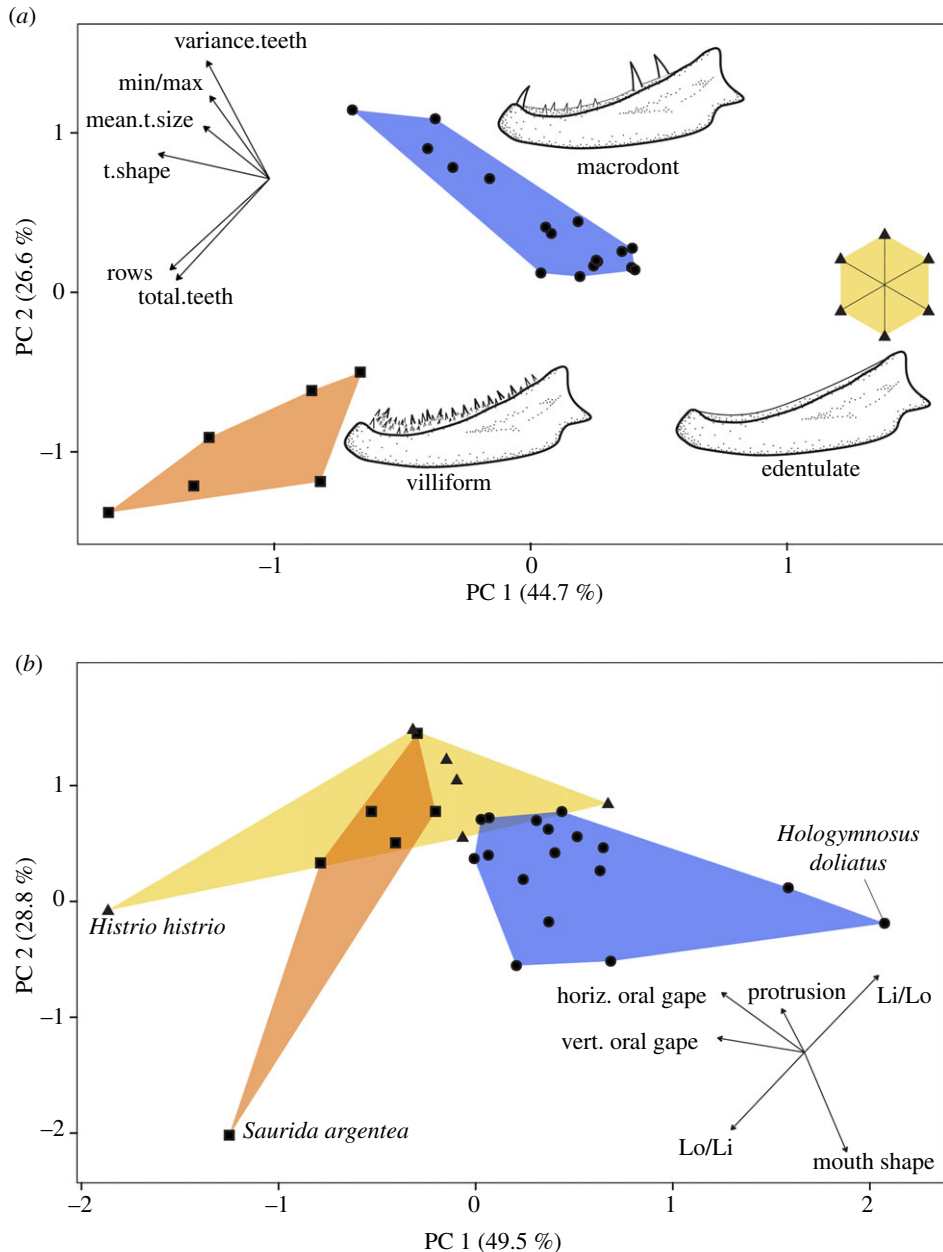 (a)
variance.teeth
min/max
mean.t.size
t.shape
rows
total.teeth
macrodont
villiform
edentulate
PC 2 (26.6 %)
1
0
–1
–1
0
1
PC 1 (44.7 %)
(b)
PC 2 (28.8 %)
1
0
–1
–2
Hologymnosus
doliatus
Histrio histrio
horiz. oral gape
protrusion
Li/Lo
vert. oral gape
Lo/Li
mouth shape
Saurida argentea
–2
–1
0
1
2
PC 1 (49.5 %)